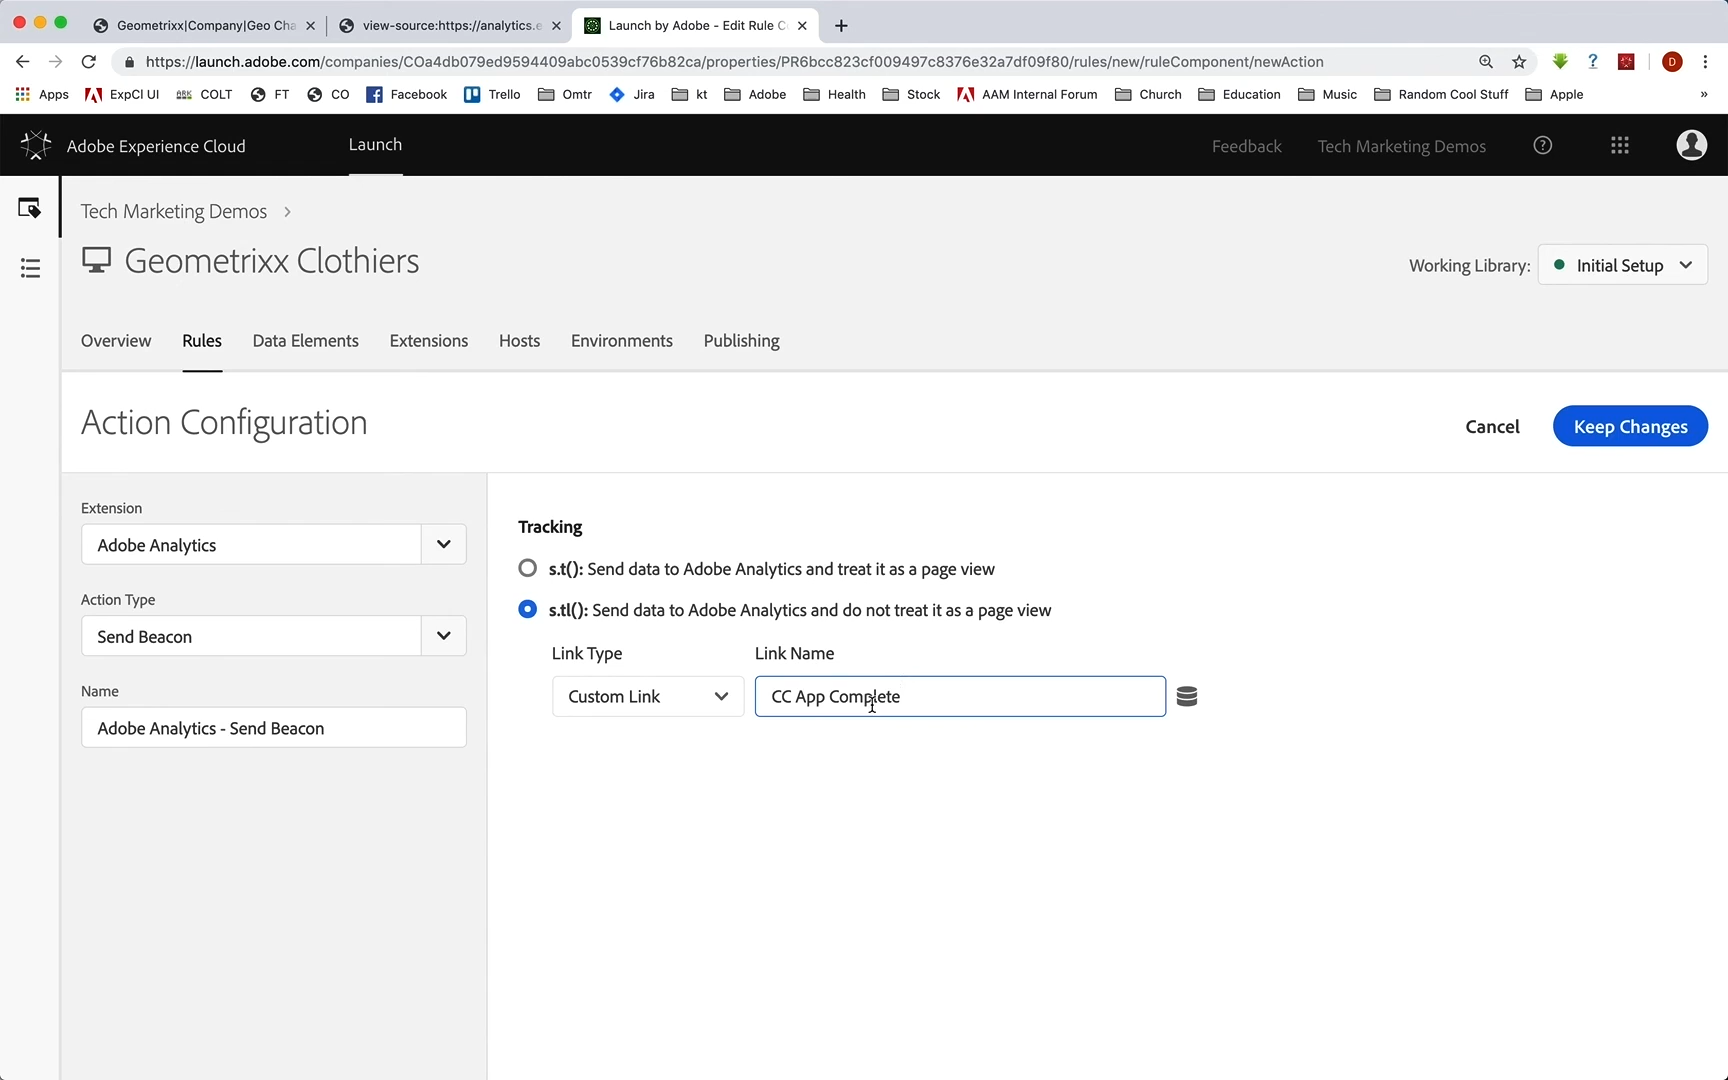 Geometrixx|Company|Geo Cha
view-source:https://analytics.e
Launch by Adobe - Edit Rule C
https://launch.adobe.com/companies/COa4db079ed9594409abc0539cf76b82ca/properties/PR6bcc823cf009497c8376e32a7df09f80/rules/new/ruleComponent/newAction
D
Apps ExpCl UI COLT FT CO Facebook Trello Omtr Jira kt Adobe Health Stock AAM Internal Forum Church Education Music Random Cool Stuff Apple »
Adobe Experience Cloud Launch Feedback Tech Marketing Demos
Tech Marketing Demos
Geometrixx Clothiers
Working Library: Initial Setup
Overview Rules Data Elements Extensions Hosts Environments Publishing
Action Configuration
Cancel Keep Changes
Extension
Adobe Analytics
Action Type
Send Beacon
Name
Adobe Analytics - Send Beacon
Tracking
s.t(): Send data to Adobe Analytics and treat it as a page view
s.tl(): Send data to Adobe Analytics and do not treat it as a page view
Link Type Link Name
Custom Link CC App Complete